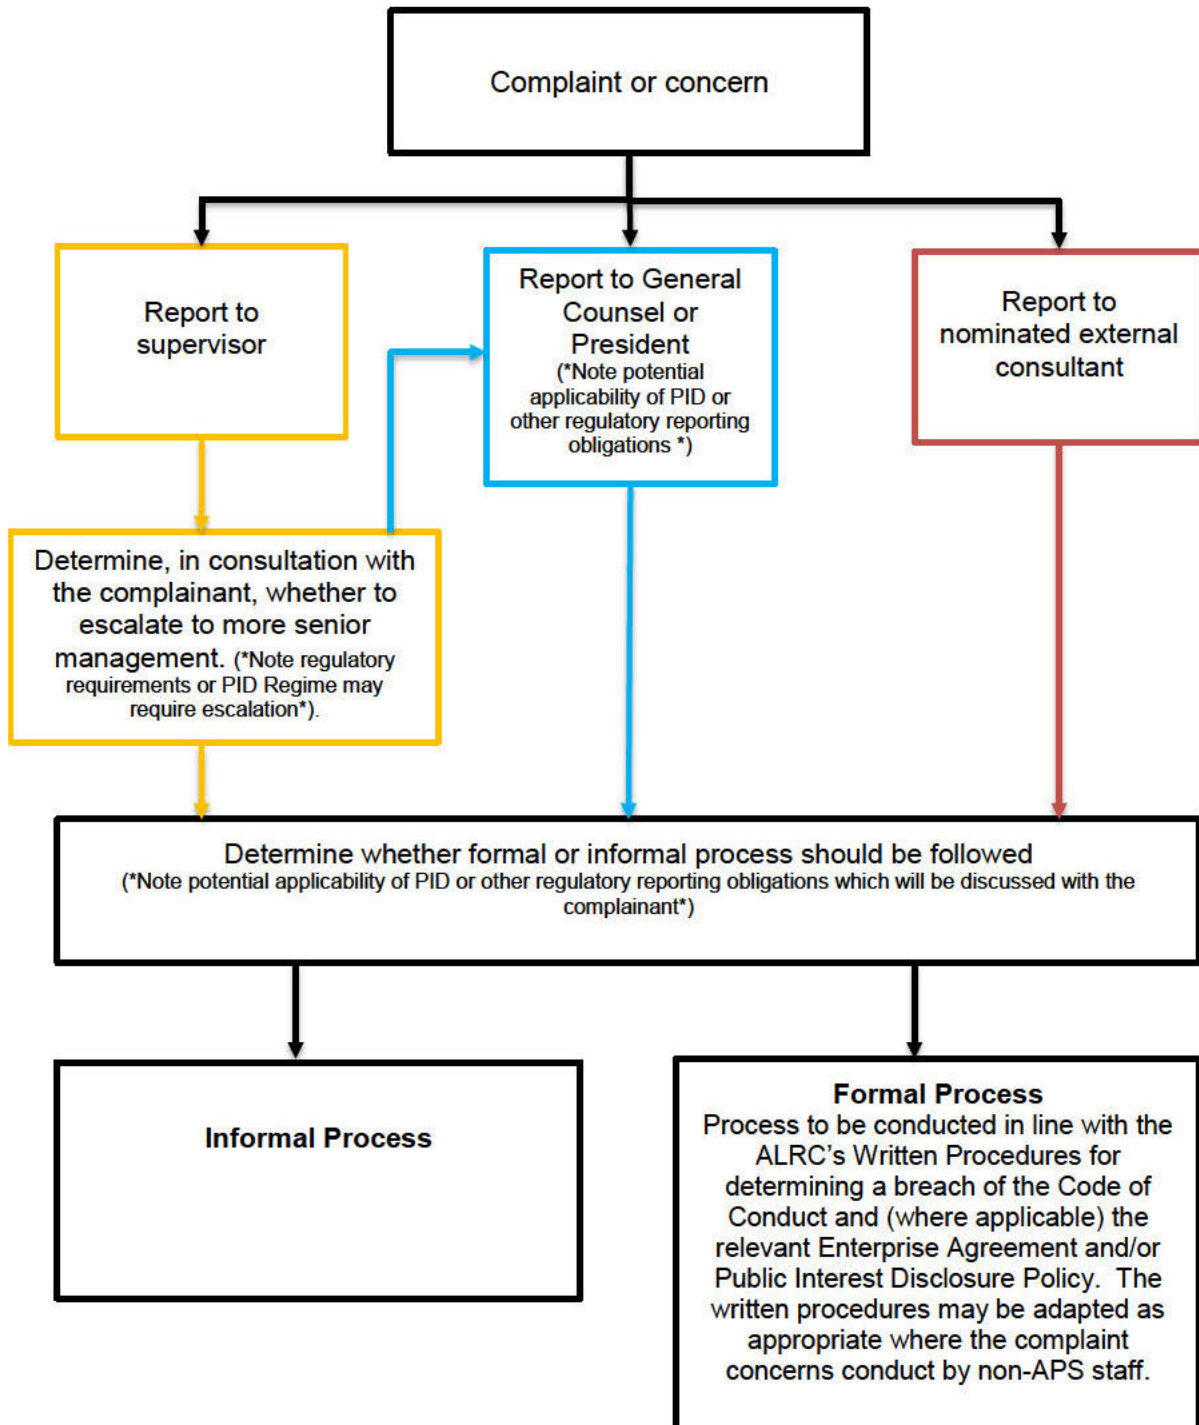 Complaint or concern
Report to
supervisor
Report to General
Counsel or
President
(*Note potential
applicability of PID or
other regulatory reporting
obligations *)
Report to
nominated external
consultant
Determine, in consultation with
the complainant, whether to
escalate to more senior
management. (*Note regulatory
requirements or PID Regime may
require escalation*).
Determine whether formal or informal process should be followed
(*Note potential applicability of PID or other regulatory reporting obligations which will be discussed with the
complainant*)
Informal Process
Formal Process
Process to be conducted in line with the
ALRC’s Written Procedures for
determining a breach of the Code of
Conduct and (where applicable) the
relevant Enterprise Agreement and/or
Public Interest Disclosure Policy.  The
written procedures may be adapted as
appropriate where the complaint
concerns conduct by non-APS staff.